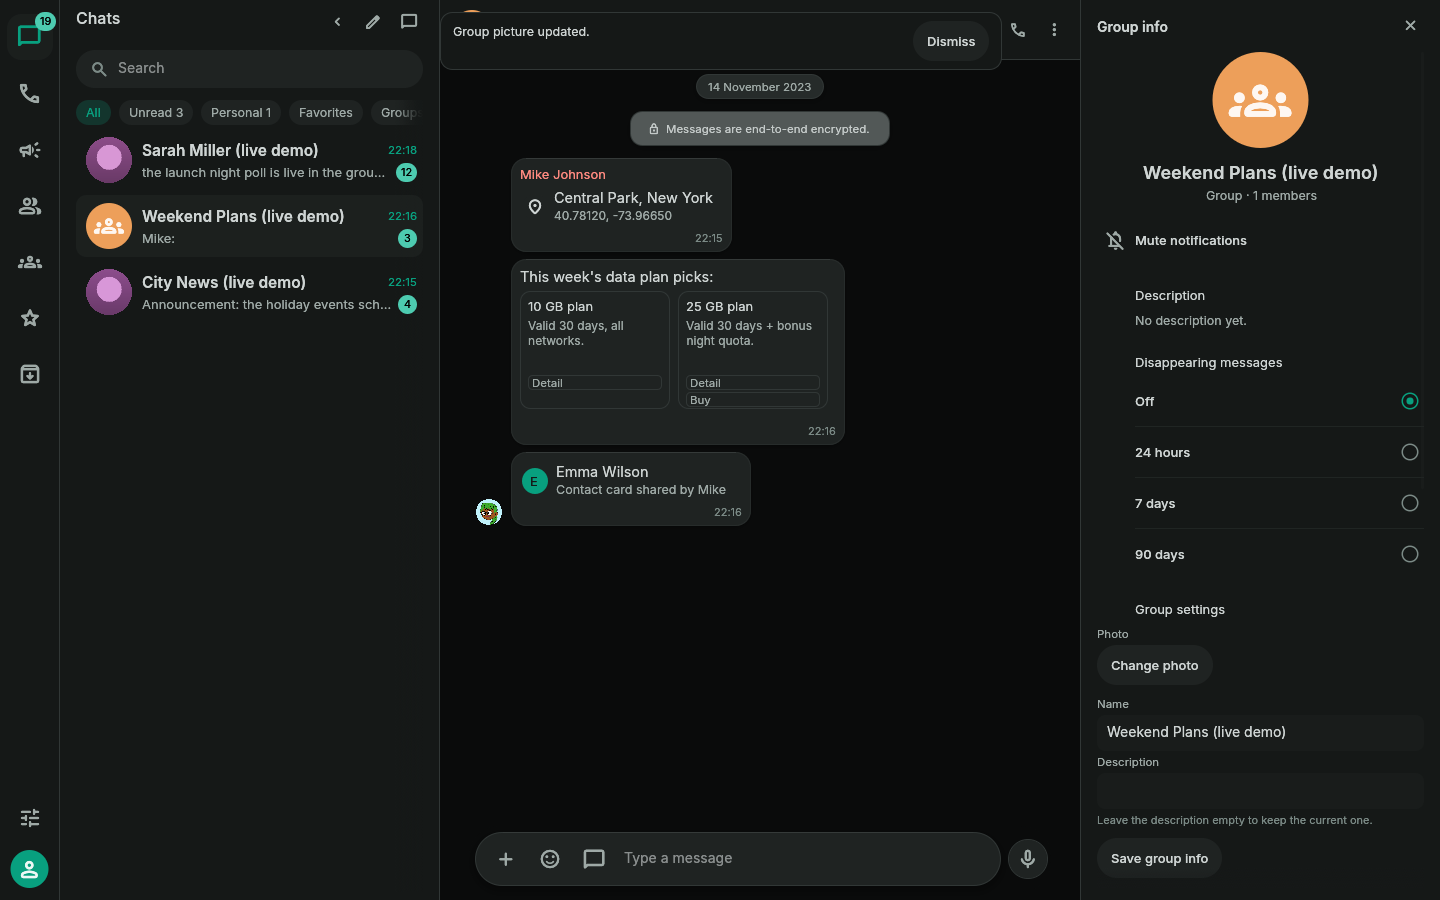 19
Chats
Search
All
Unread 3
Personal 1
Favorites
Group
Sarah Miller (live demo)
22:18
the launch night poll is live in the grou...
12
Weekend Plans (live demo)
22:16
Mike:
3
City News (live demo)
22:15
Announcement: the holiday events sch...
4
Group picture updated.
Dismiss
14 November 2023
Messages are end-to-end encrypted.
Mike Johnson
Central Park, New York
40.78120, -73.96650
22:15
This week's data plan picks:
10 GB plan
Valid 30 days, all
networks.
Detail
25 GB plan
Valid 30 days + bonus
night quota.
Detail
Buy
22:16
E
Emma Wilson
Contact card shared by Mike
22:16
Type a message
Group info
Weekend Plans (live demo)
Group · 1 members
Mute notifications
Description
No description yet.
Disappearing messages
Off
24 hours
7 days
90 days
Group settings
Photo
Change photo
Name
Weekend Plans (live demo)
Description
Leave the description empty to keep the current one.
Save group info